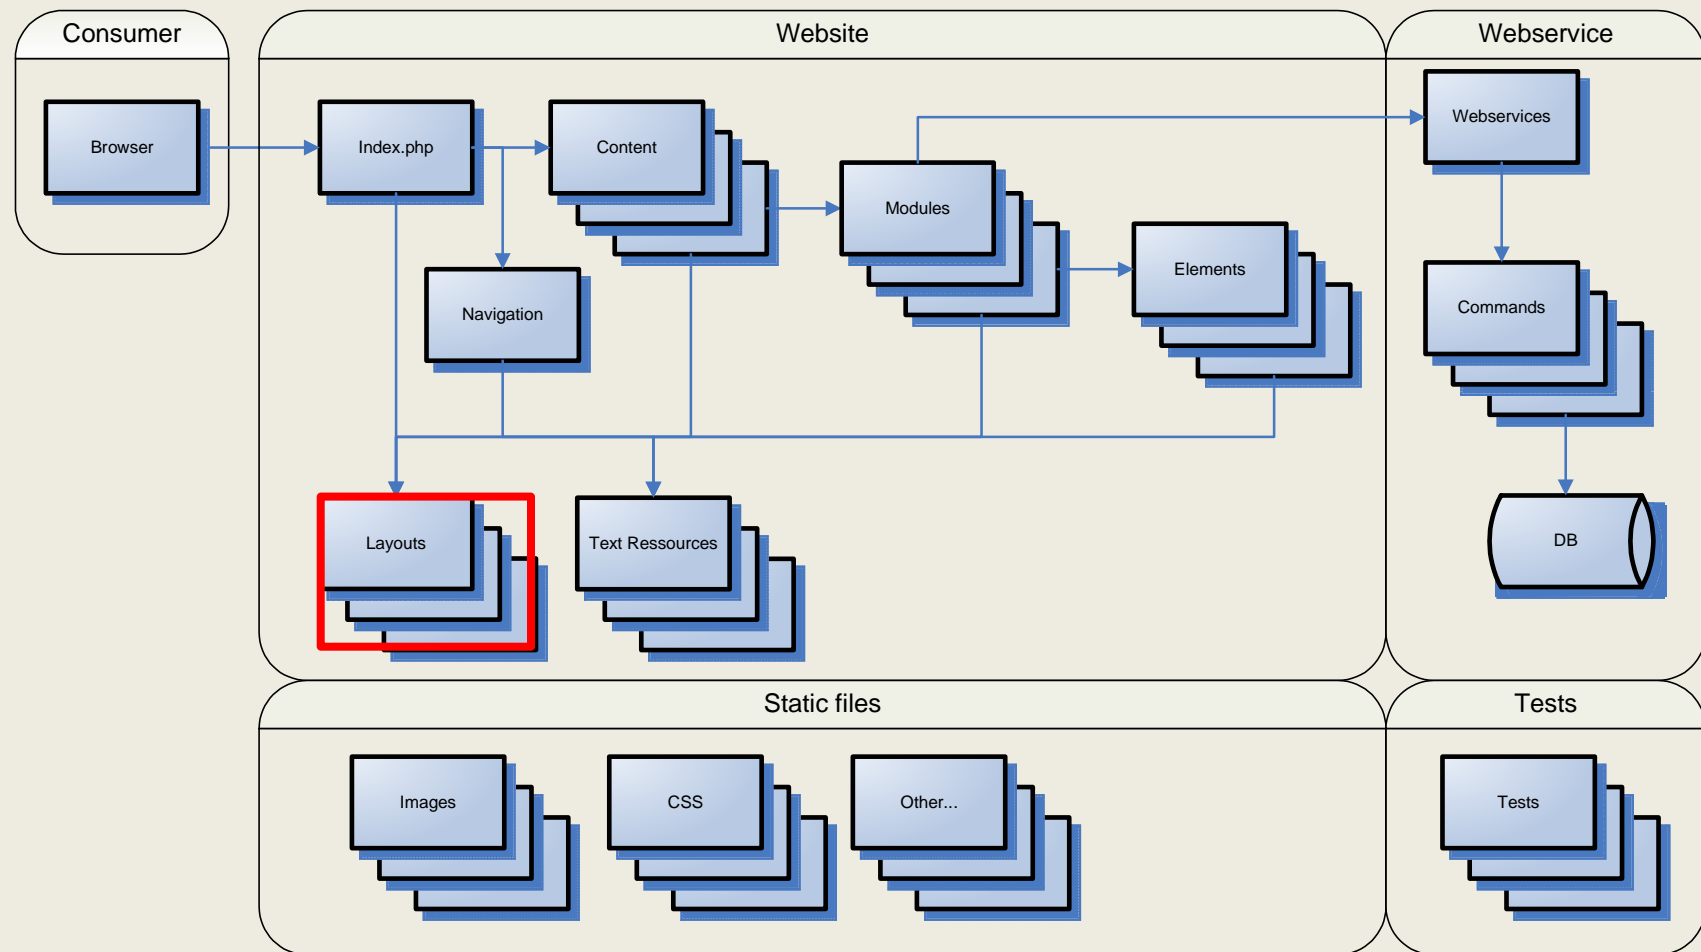 Consumer
Website
Webservice
Browser
Index.php
Content
Modules
Elements
Navigation
Webservices
Commands
DB
Layouts
Text Ressources
Static files
Tests
Images
CSS
Other...
Tests